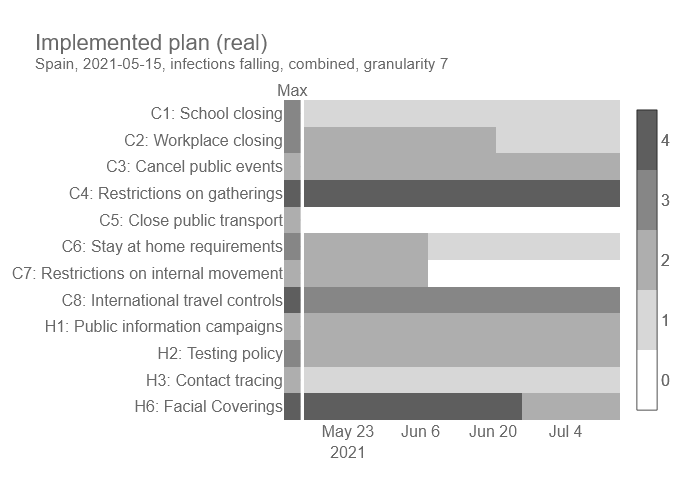 Implemented plan (real)
Spain, 2021-05-15, infections falling, combined, granularity 7
Max
C1: School closing
C2: Workplace closing
C3: Cancel public events
C4: Restrictions on gatherings
C5: Close public transport
C6: Stay at home requirements
C7: Restrictions on internal movement
C8: International travel controls
H1: Public information campaigns
H2: Testing policy
H3: Contact tracing
H6: Facial Coverings
4
3
2
1
0
May 23 Jun 6 Jun 20 Jul 4
2021